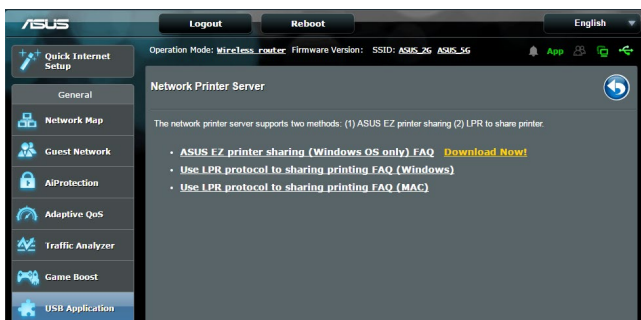 ASUS
Logout
Reboot
English
Quick Internet Setup
Operation Mode: Wireless router Firmware Version: SSID: ASUS_2G ASUS_5G
App
General
Network Map
Guest Network
AiProtection
Adaptive QoS
Traffic Analyzer
Game Boost
USB Application
Network Printer Server
The network printer server supports two methods: (1) ASUS EZ printer sharing (2) LPR to share printer.
ASUS EZ printer sharing (Windows OS only) FAQ Download Now!
Use LPR protocol to sharing printing FAQ (Windows)
Use LPR protocol to sharing printing FAQ (MAC)